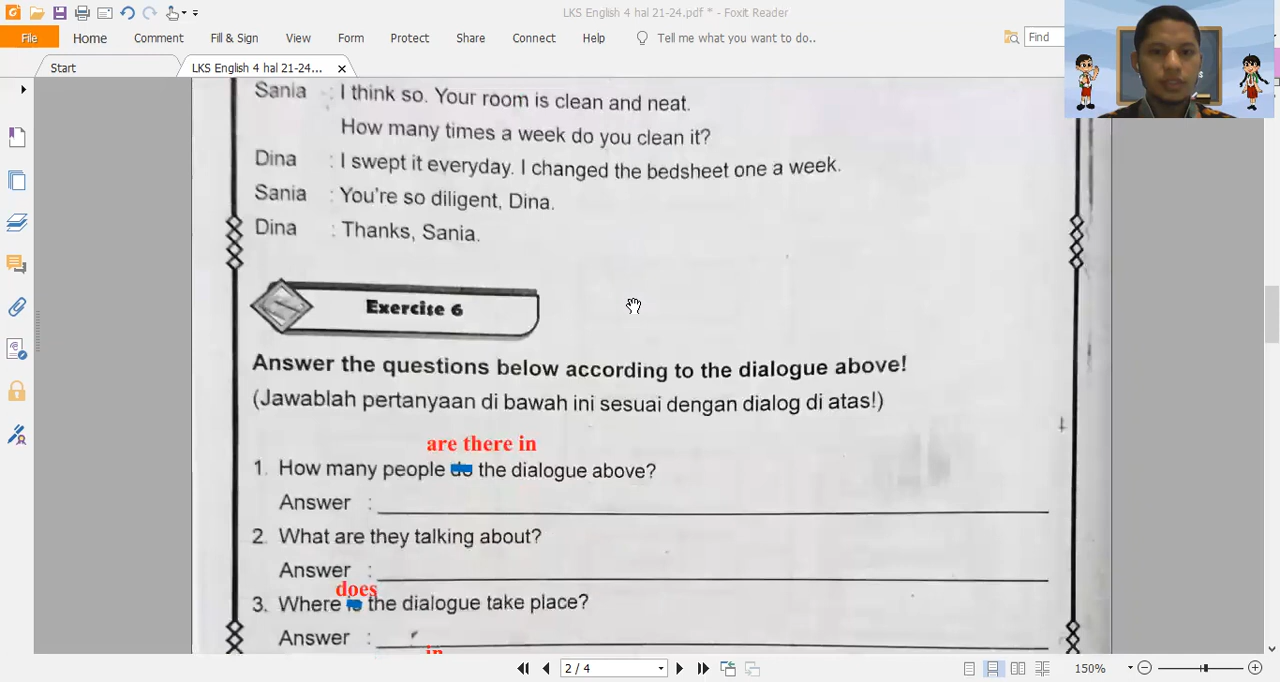 LKS English 4 hal 21-24.pdf * - Foxit Reader
File Home Comment Fill & Sign View Form Protect Share Connect Help Tell me what you want to do.. Find
Start LKS English 4 hal 21-24....
Sania : I think so. Your room is clean and neat.
How many times a week do you clean it?
Dina : I swept it everyday. I changed the bedsheet one a week.
Sania : You're so diligent, Dina.
Dina : Thanks, Sania.
Exercise 6
Answer the questions below according to the dialogue above!
(Jawablah pertanyaan di bawah ini sesuai dengan dialog di atas!)
are there in
1. How many people do the dialogue above?
Answer :
2. What are they talking about?
Answer :
does
3. Where is the dialogue take place?
Answer :
in
2 / 4 150%